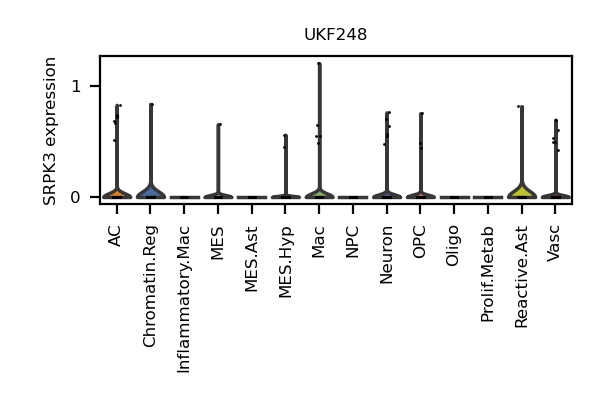 UKF248
SRPK3 expression
1
0
AC
Chromatin.Reg
Inflammatory.Mac
MES
MES.Ast
MES.Hyp
Mac
NPC
Neuron
OPC
Oligo
Prolif.Metab
Reactive.Ast
Vasc